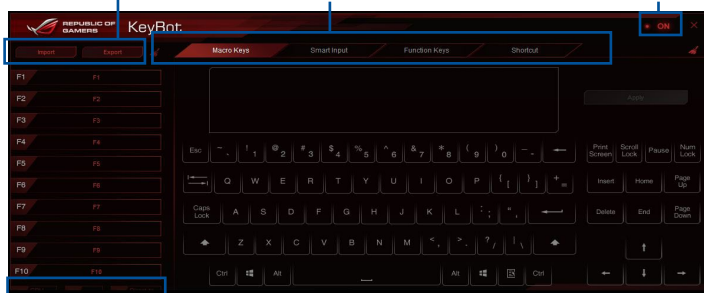 REPUBLIC OF
GAMERS
KeyBot
ON
Import Export
Macro Keys Smart Input Function Keys Shortcut
F1 F1
F2 F2
Apply
F3 F3
F4 F4
Esc ~ ` ! 1 @ 2 # 3 $ 4 % 5 ^ 6 & 7 * 8 ( 9 ) 0 _ - Print Screen Scroll Lock Pause Num Lock
F5 F5
Q W E R T Y U I O P { [ } ] + = Insert Home Page Up
F6 F6
F7 F7
Caps Lock A S D F G H J K L : ; " , Delete End Page Down
F8 F8
Z X C V B N M < , > . ? / | \
F9 F9
F10 F10
Ctrl Alt Alt Ctrl